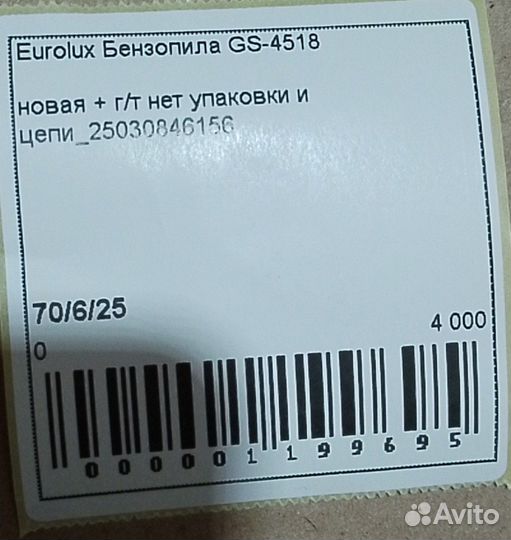 Eurolux Бензопила GS-4518
новая + г/т нет упаковки и
цепи_25030846156
70/6/25
4 000
0
000001199695
Avito